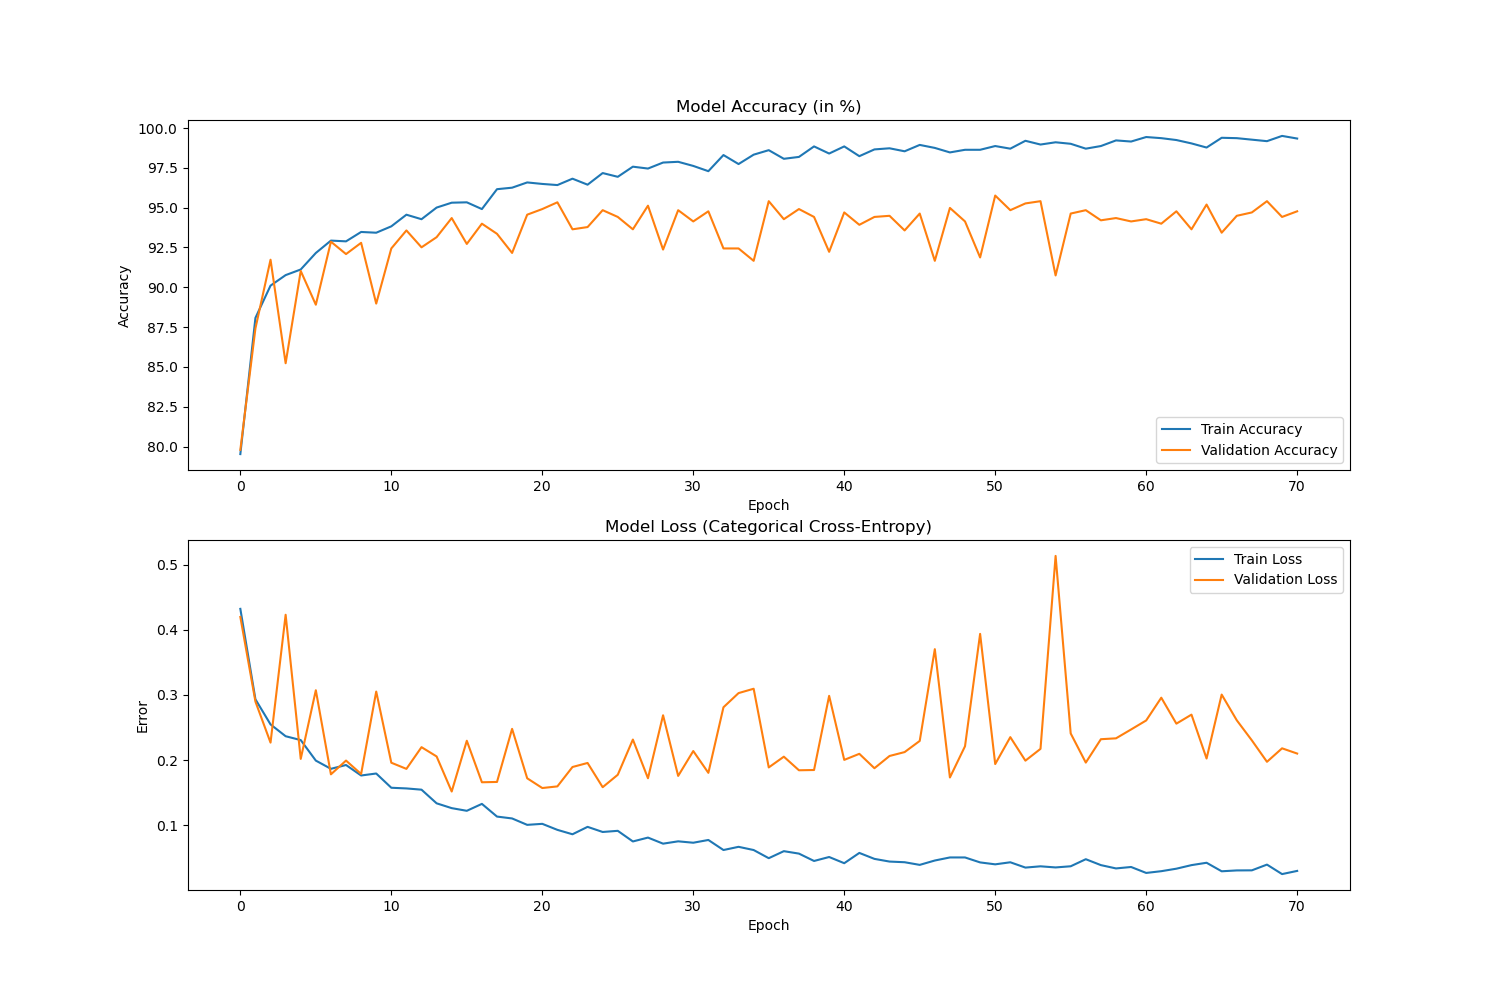 Model Accuracy (in %)
100.0
97.5
95.0
92.5
90.0
87.5
85.0
82.5
80.0
Accuracy
Train Accuracy
Validation Accuracy
0 10 20 30 40 50 60 70
Epoch
Model Loss (Categorical Cross-Entropy)
0.5
0.4
0.3
0.2
0.1
Error
Train Loss
Validation Loss
0 10 20 30 40 50 60 70
Epoch